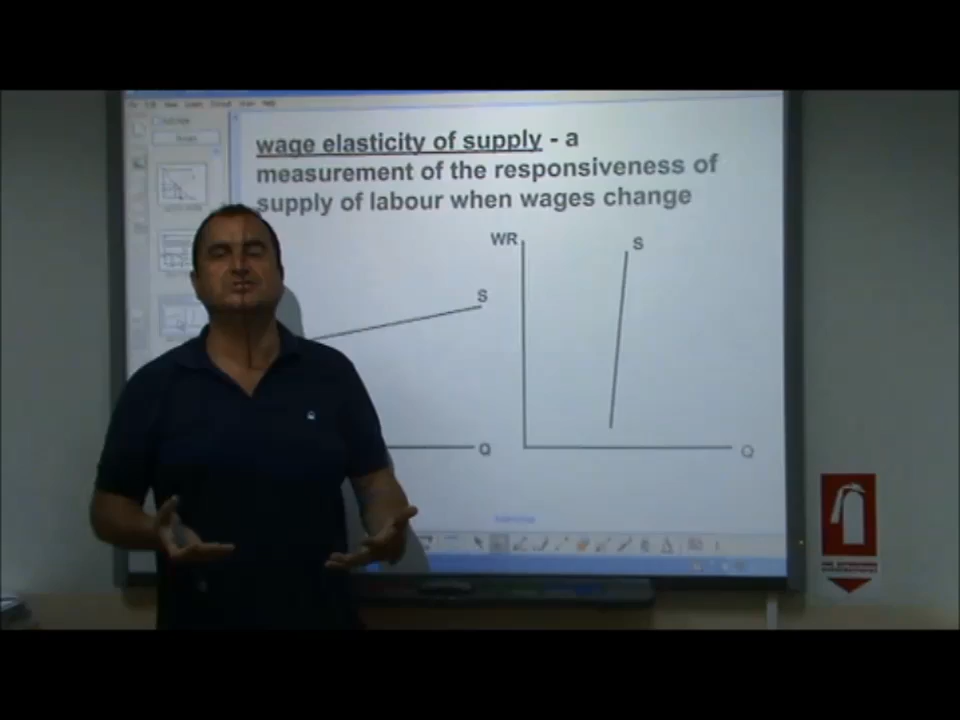 wage elasticity of supply - a
measurement of the responsiveness of
supply of labour when wages change
WR
S
S
Q
Q